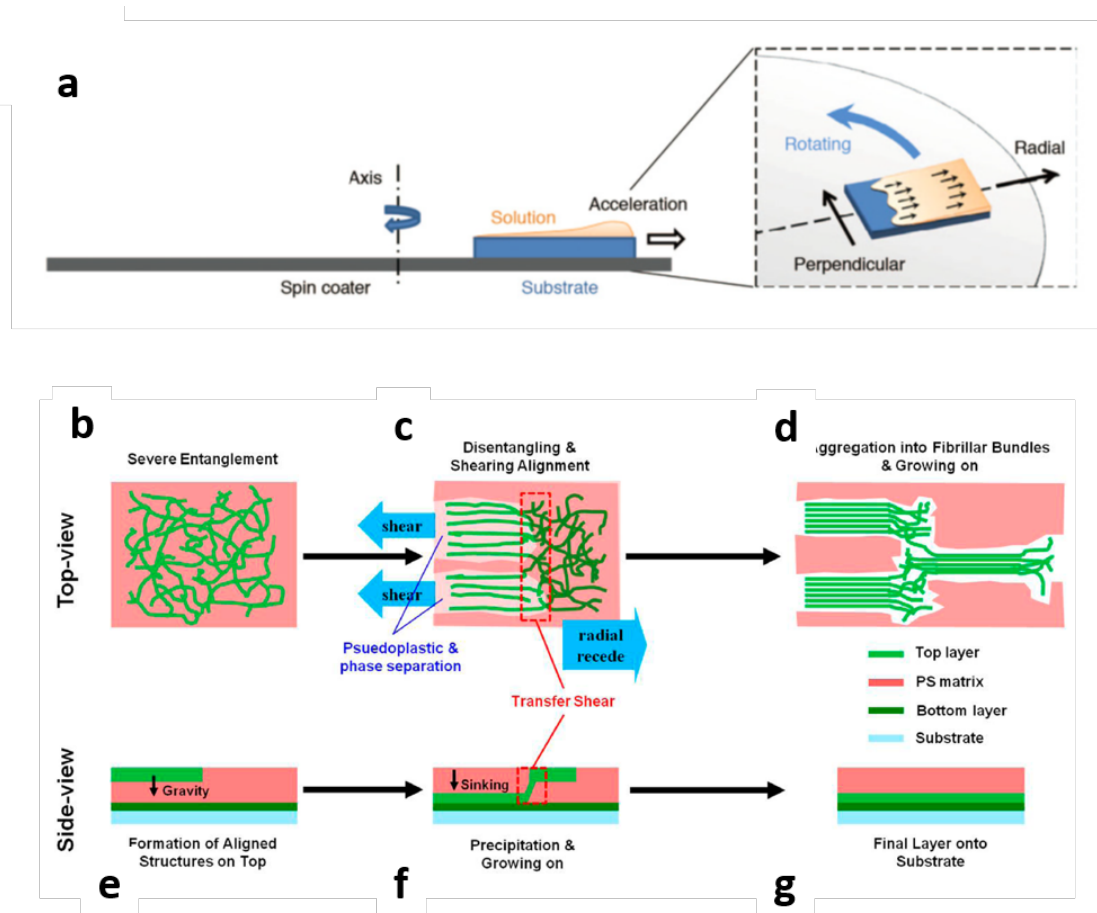 a
Axis
Solution
Acceleration
Spin coater
Substrate
Rotating
Radial
Perpendicular
b
c
d
Severe Entanglement
Disentangling &
Shearing Alignment
ggregation into Fibrillar Bundles
& Growing on
Top-view
shear
shear
Psuedoplastic &
phase separation
radial
recede
Transfer Shear
Top layer
PS matrix
Bottom layer
Substrate
Side-view
Gravity
Sinking
Formation of Aligned
Structures on Top
Precipitation &
Growing on
Final Layer onto
Substrate
e
f
g